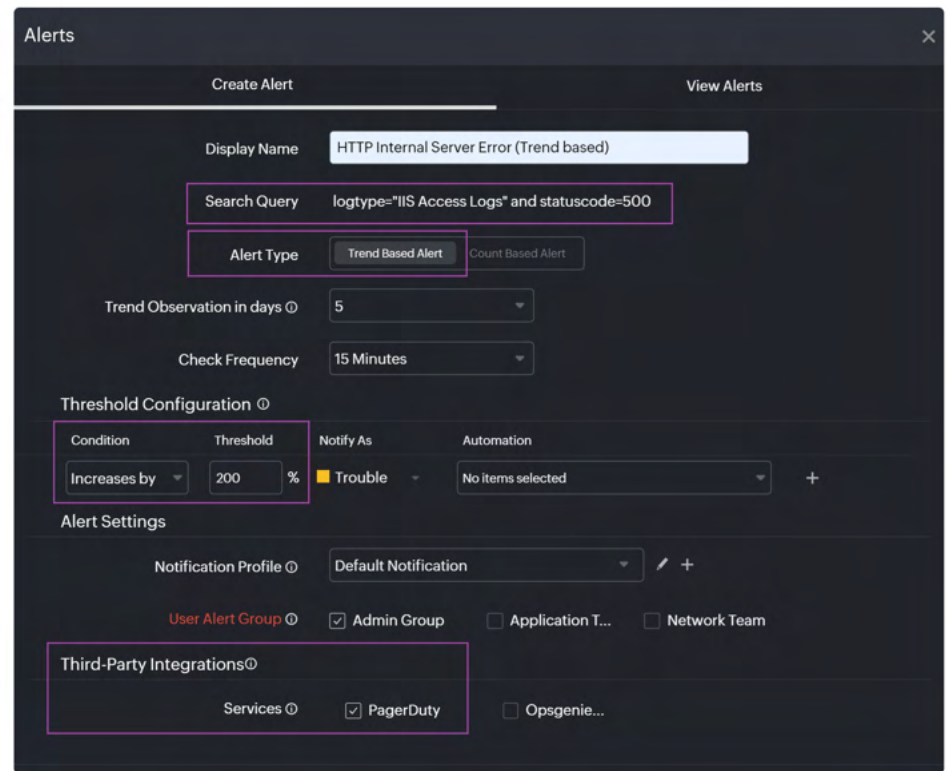 Alerts
Create Alert View Alerts
Display Name HTTP Internal Server Error (Trend based)
Search Query logtype="IIS Access Logs" and statuscode=500
Alert Type Trend Based Alert Count Based Alert
Trend Observation in days 5
Check Frequency 15 Minutes
Threshold Configuration
Condition Threshold Notify As Automation
Increases by 200 % Trouble No items selected +
Alert Settings
Notification Profile Default Notification +
User Alert Group Admin Group Application T... Network Team
Third-Party Integrations
Services PagerDuty Opsgenie...